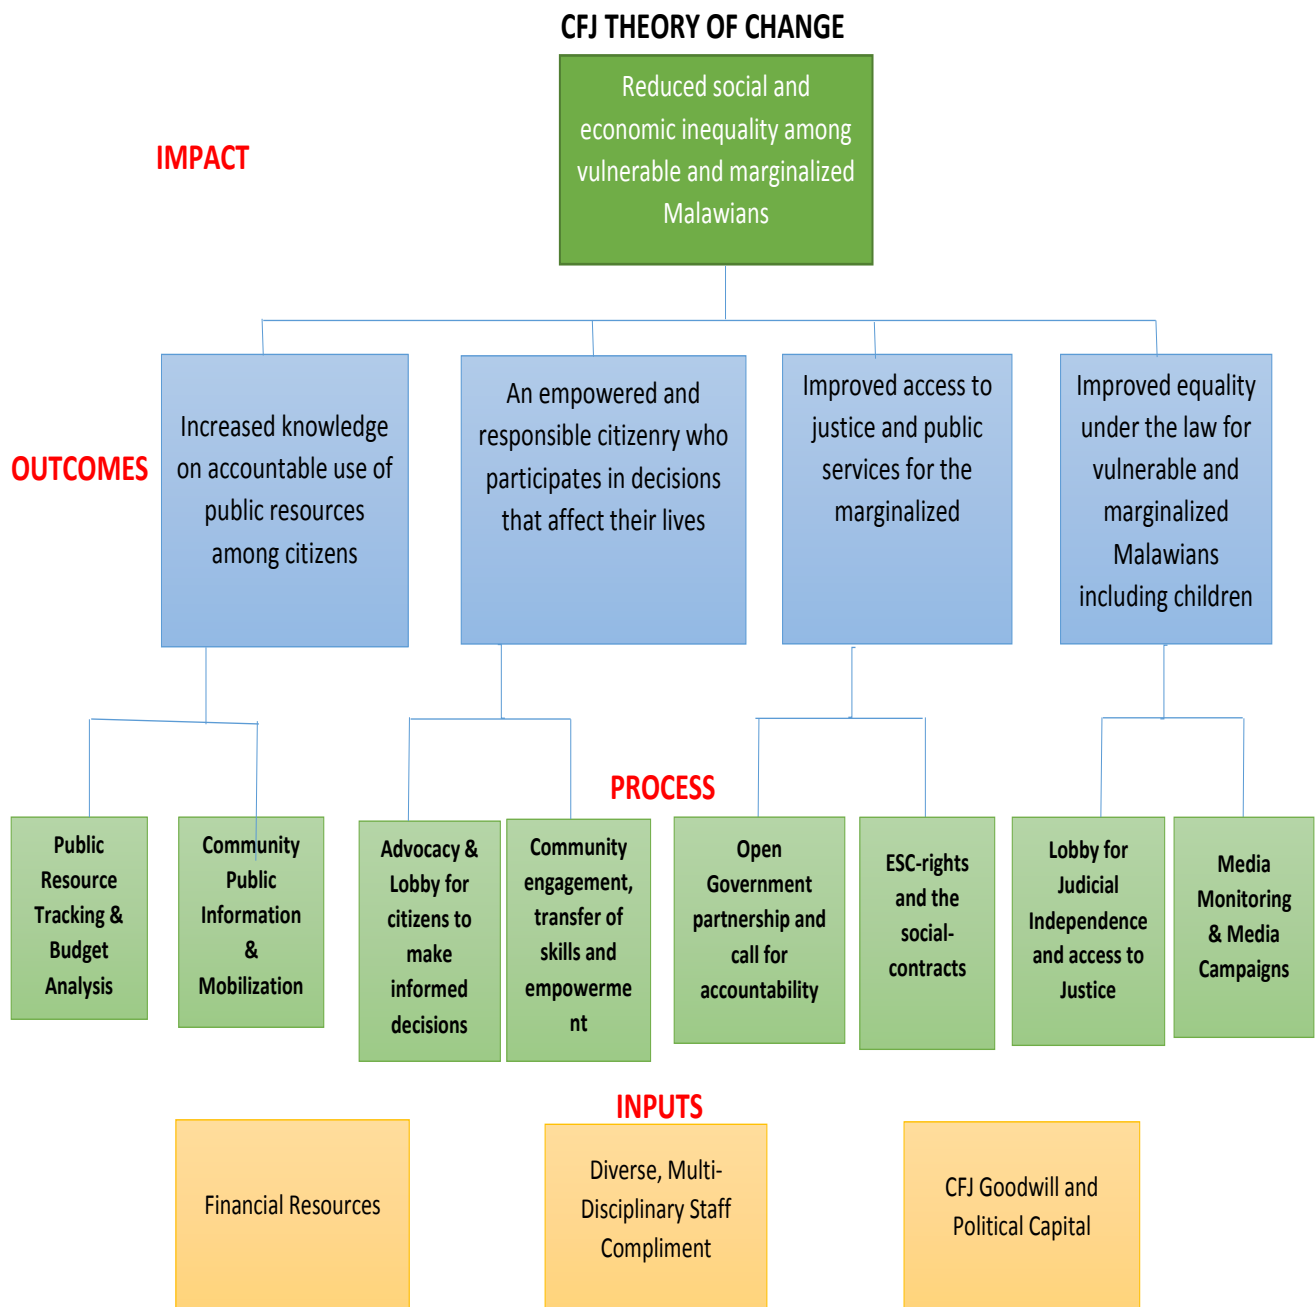 CFJ THEORY OF CHANGE
Reduced social and
economic inequality among
vulnerable and marginalized
Malawians
IMPACT
OUTCOMES
Increased knowledge
on accountable use of
public resources
among citizens
An empowered and
responsible citizenry who
participates in decisions
that affect their lives
Improved access to
justice and public
services for the
marginalized
Improved equality
under the law for
vulnerable and
marginalized
Malawians
including children
PROCESS
Public
Resource
Tracking &
Budget
Analysis
Community
Public
Information
&
Mobilization
Advocacy &
Lobby for
citizens to
make
informed
decisions
Community
engagement,
transfer of
skills and
empowerme
nt
Open
Government
partnership and
call for
accountability
ESC-rights
and the
social-
contracts
Lobby for
Judicial
Independence
and access to
Justice
Media
Monitoring
& Media
Campaigns
INPUTS
Financial Resources
Diverse, Multi-
Disciplinary Staff
Compliment
CFJ Goodwill and
Political Capital